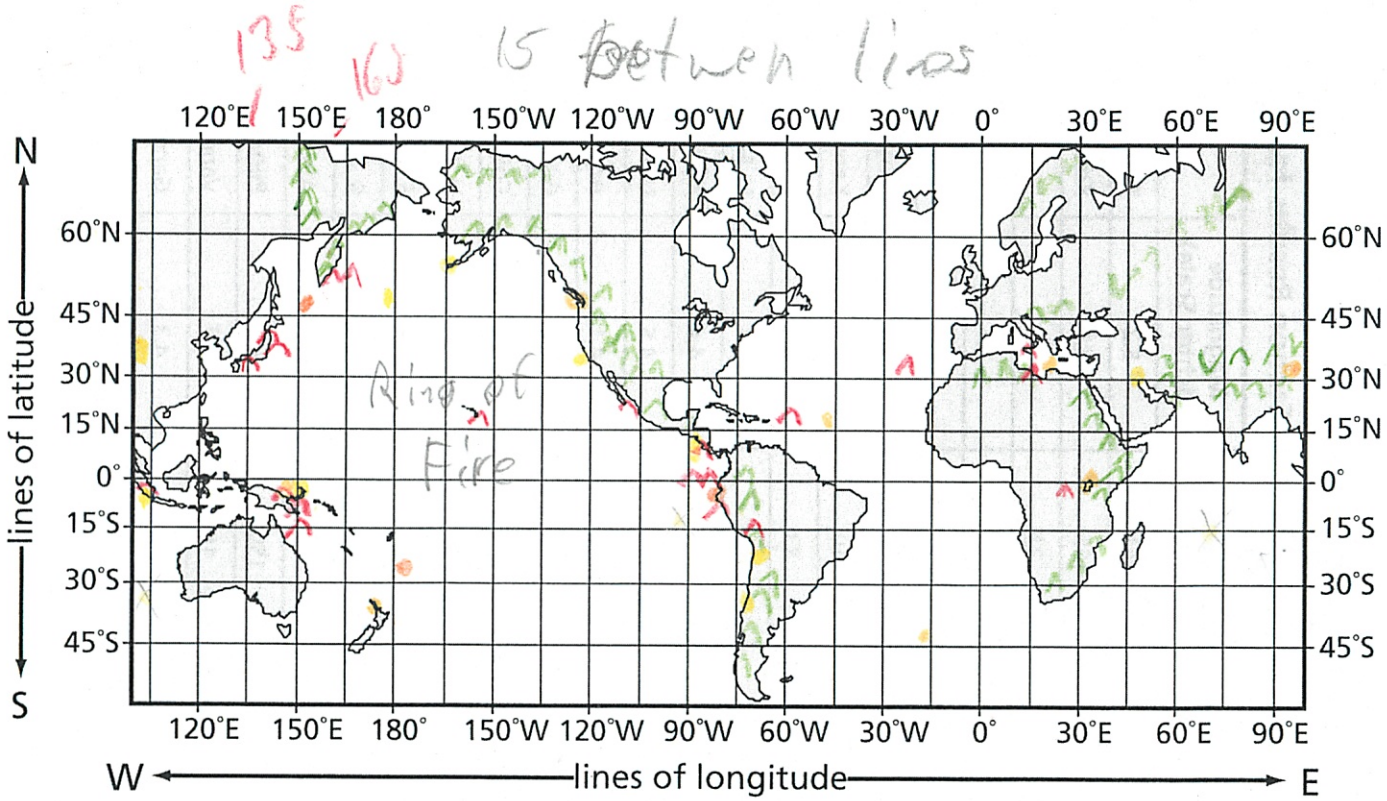 135
160
15 between lios
120°E 150°E 180° 150°W 120°W 90°W 60°W 30°W 0° 30°E 60°E 90°E
N
60°N 60°N
45°N 45°N
30°N 30°N
Ring of
15°N 15°N
Fire
0° 0°
15°S 15°S
30°S 30°S
45°S 45°S
lines of latitude
S
120°E 150°E 180° 150°W 120°W 90°W 60°W 30°W 0° 30°E 60°E 90°E
W lines of longitude E